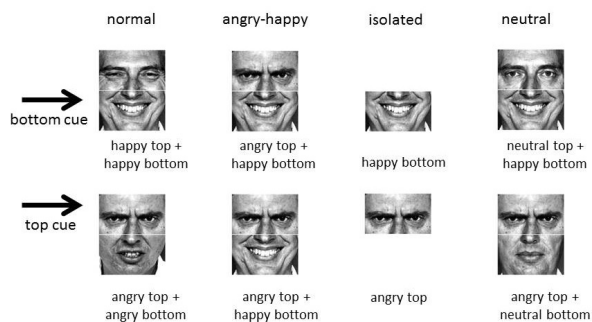 normal angry-happy isolated neutral
bottom cue
happy top +
happy bottom
angry top +
happy bottom
happy bottom
neutral top +
happy bottom
top cue
angry top +
angry bottom
angry top +
happy bottom
angry top
angry top +
neutral bottom